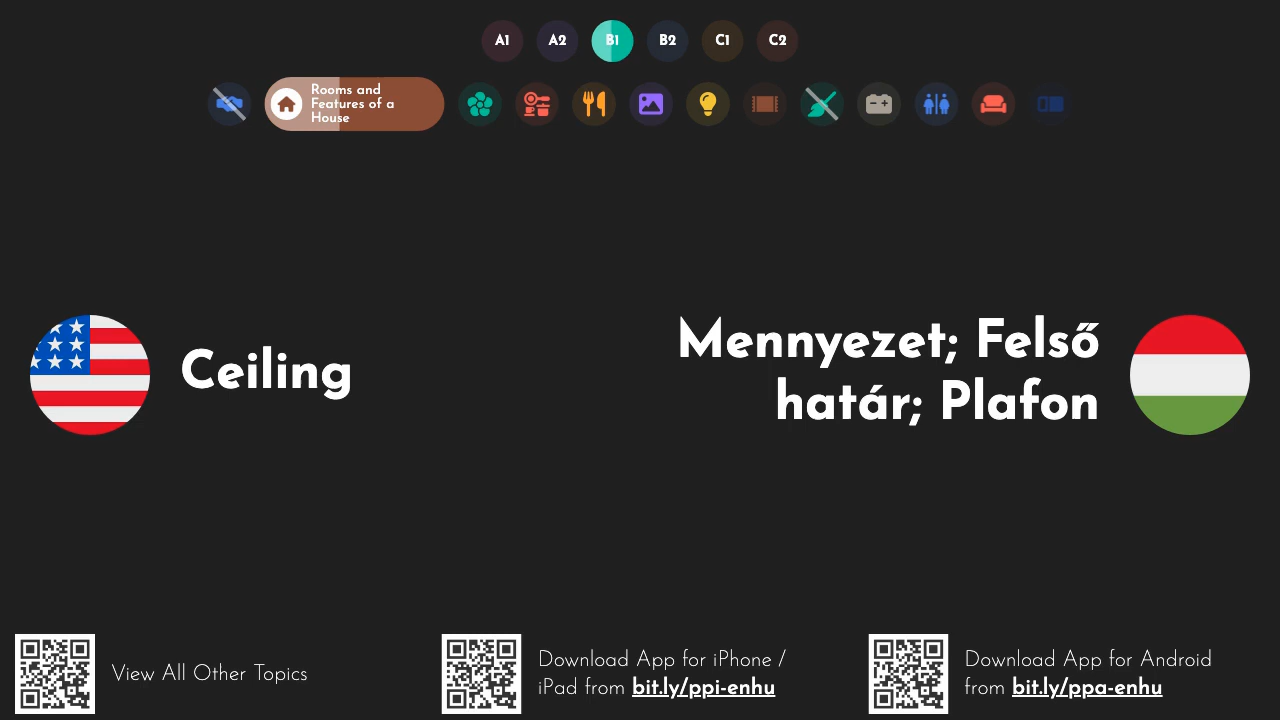 A1 A2 B1 B2 C1 C2
Rooms and
Features of a
House
Ceiling
Mennyezet; Felső
határ; Plafon
View All Other Topics
Download App for iPhone /
iPad from bit.ly/ppi-enhu
Download App for Android
from bit.ly/ppa-enhu